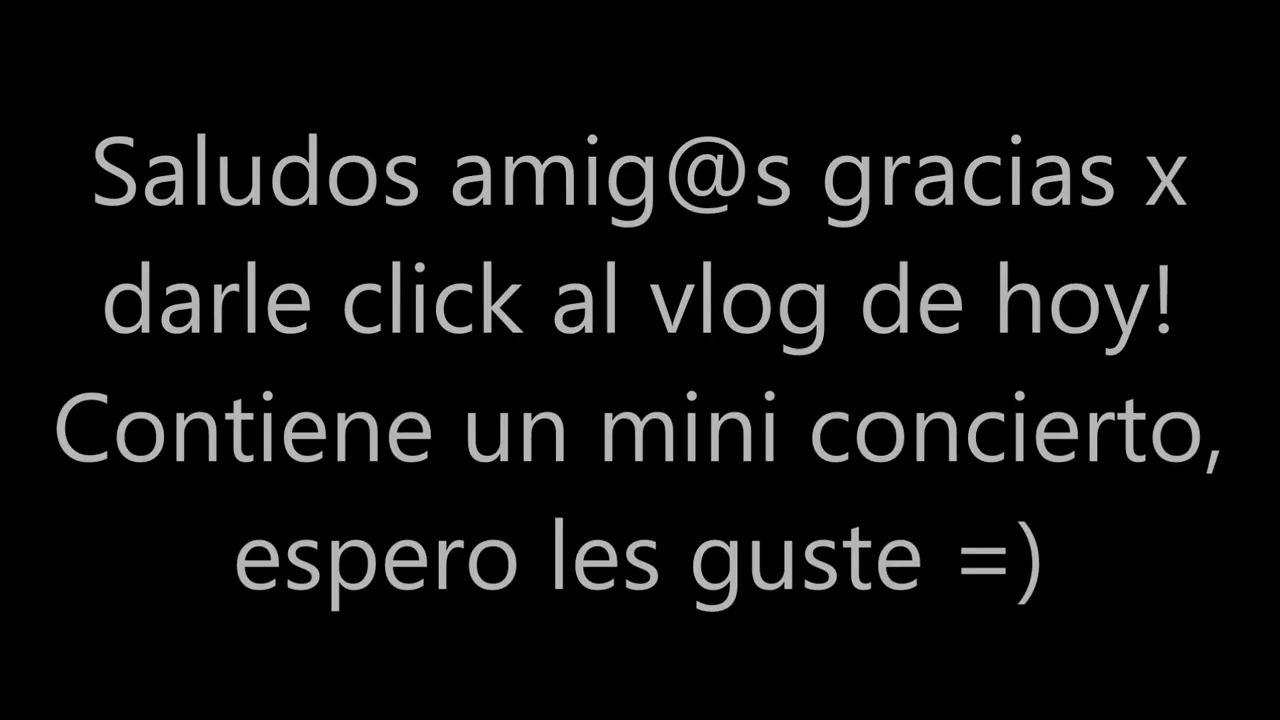 Saludos amig@s gracias x
darle click al vlog de hoy!
Contiene un mini concierto,
espero les guste =)